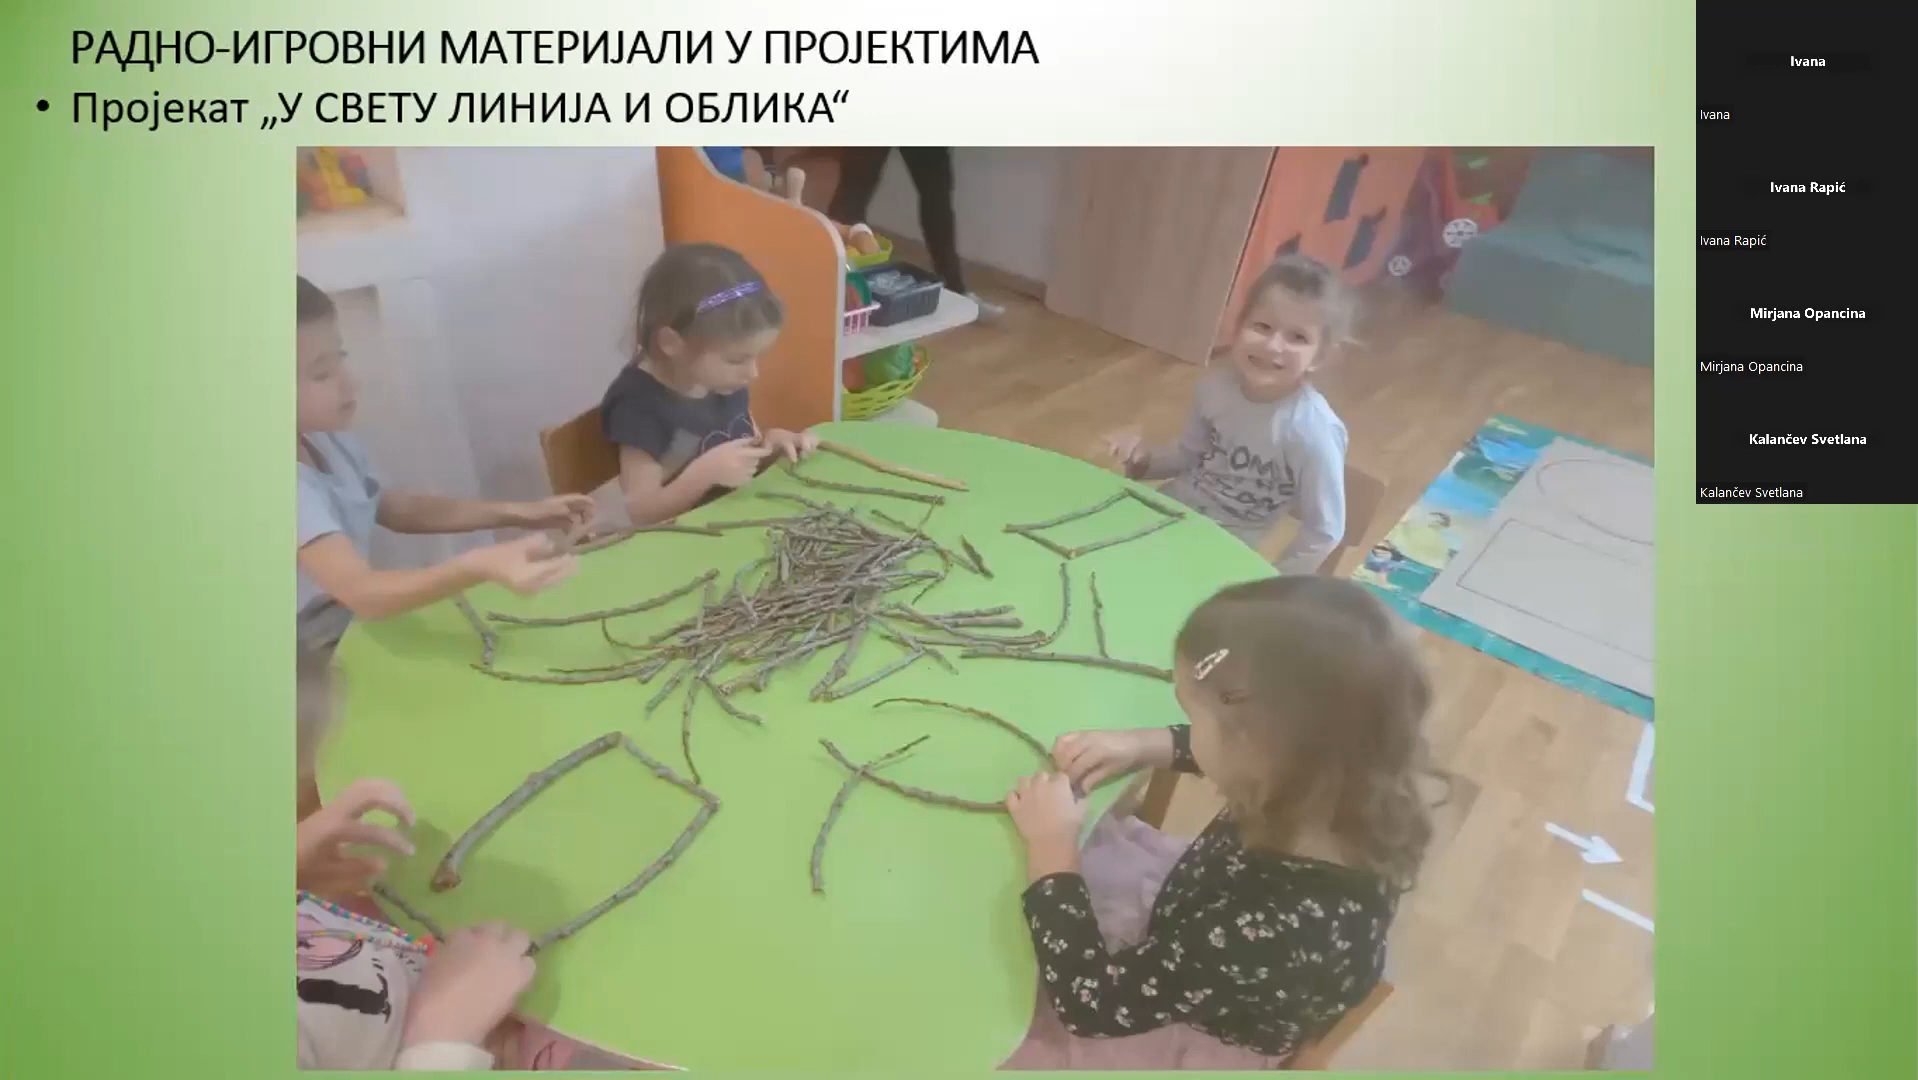 РАДНО-ИГРОВНИ МАТЕРИЈАЛИ У ПРОЈЕКТИМА
• Пројекат „У СВЕТУ ЛИНИЈА И ОБЛИКА“
Ivana
Ivana
Ivana Rapić
Ivana Rapić
Mirjana Opancina
Mirjana Opancina
Kalančev Svetlana
Kalančev Svetlana